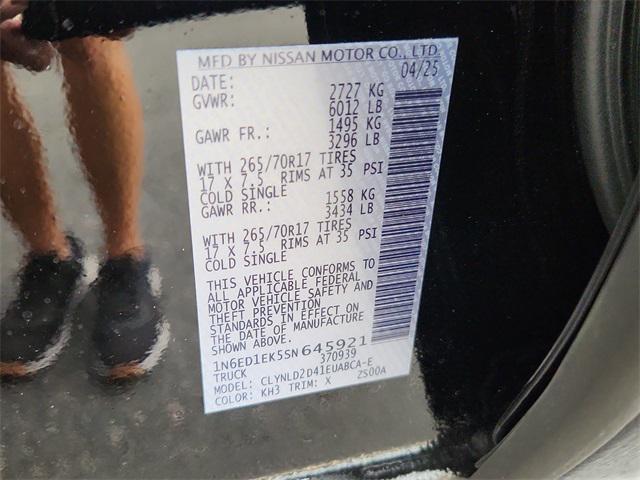 MFD BY NISSAN MOTOR CO., LTD.
DATE: 04/25
GVWR: 2727 KG
6012 LB
GAWR FR.: 1495 KG
3296 LB
WITH 265/70R17 TIRES
17 X 7.5 RIMS AT 35 PSI
COLD SINGLE
GAWR RR.: 1558 KG
3434 LB
WITH 265/70R17 TIRES
17 X 7.5 RIMS AT 35 PSI
COLD SINGLE
THIS VEHICLE CONFORMS TO
ALL APPLICABLE FEDERAL
MOTOR VEHICLE SAFETY AND
THEFT PREVENTION
STANDARDS IN EFFECT ON
THE DATE OF MANUFACTURE
SHOWN ABOVE.
1N6ED1EK5SN645921
TRUCK 370939
MODEL: CLYNLD2D41EUABCA-E
COLOR: KH3 TRIM: X ZS00A